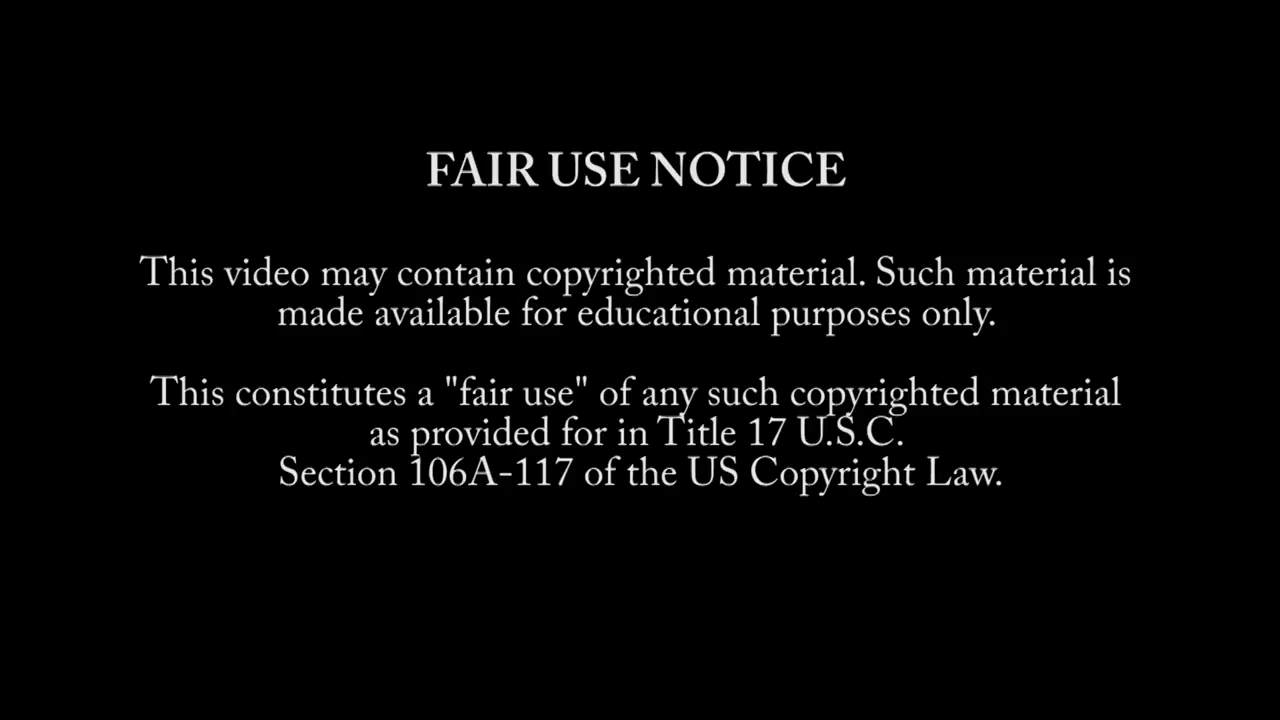 FAIR USE NOTICE
This video may contain copyrighted material. Such material is
made available for educational purposes only.
This constitutes a "fair use" of any such copyrighted material
as provided for in Title 17 U.S.C.
Section 106A-117 of the US Copyright Law.